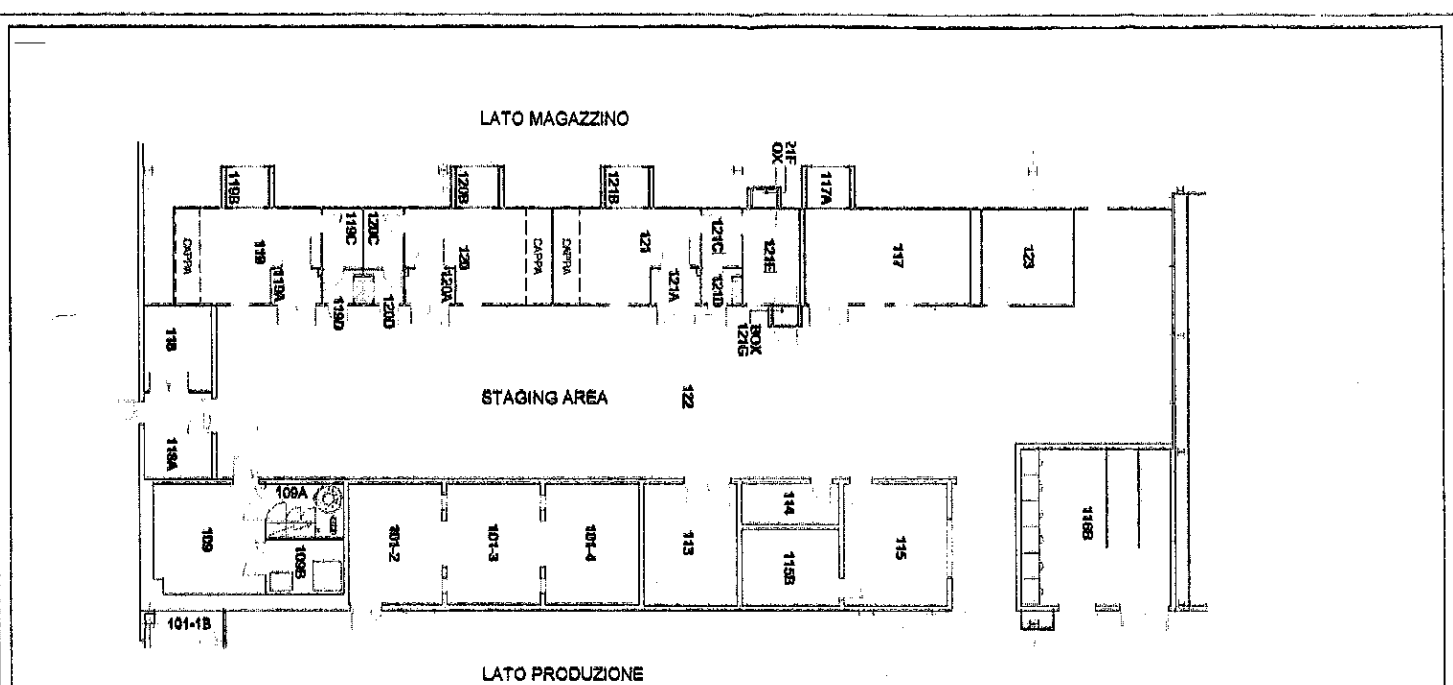 LATO MAGAZZINO
119B
120B
121B
21F
OX
117A
CAPPA
119
119A
119C
120C
120
120A
CAPPA
CAPPA
121
121A
121C
121D
121E
117
123
119D
120D
BOX
121G
118
STAGING AREA
122
118A
109A
109
109B
101-2
101-3
101-4
113
114
115B
115
116B
101-1B
LATO PRODUZIONE